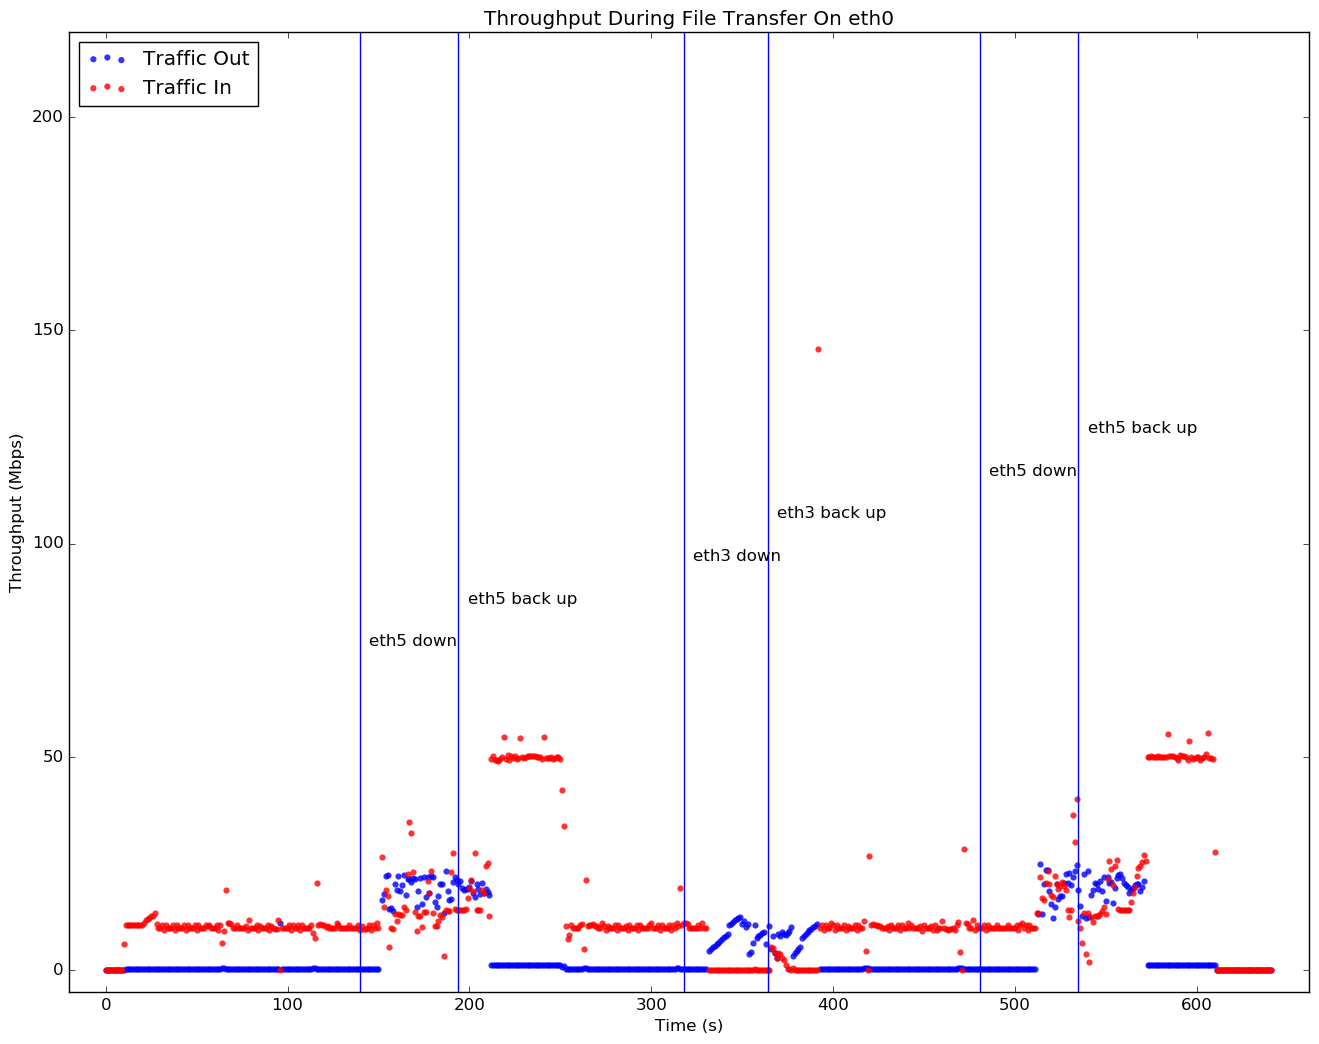 Throughput During File Transfer On eth0
Traffic Out
Traffic In
200
150
100
50
0
Throughput (Mbps)
eth5 back up
eth5 down
eth3 back up
eth3 down
eth5 back up
eth5 down
0 100 200 300 400 500 600
Time (s)